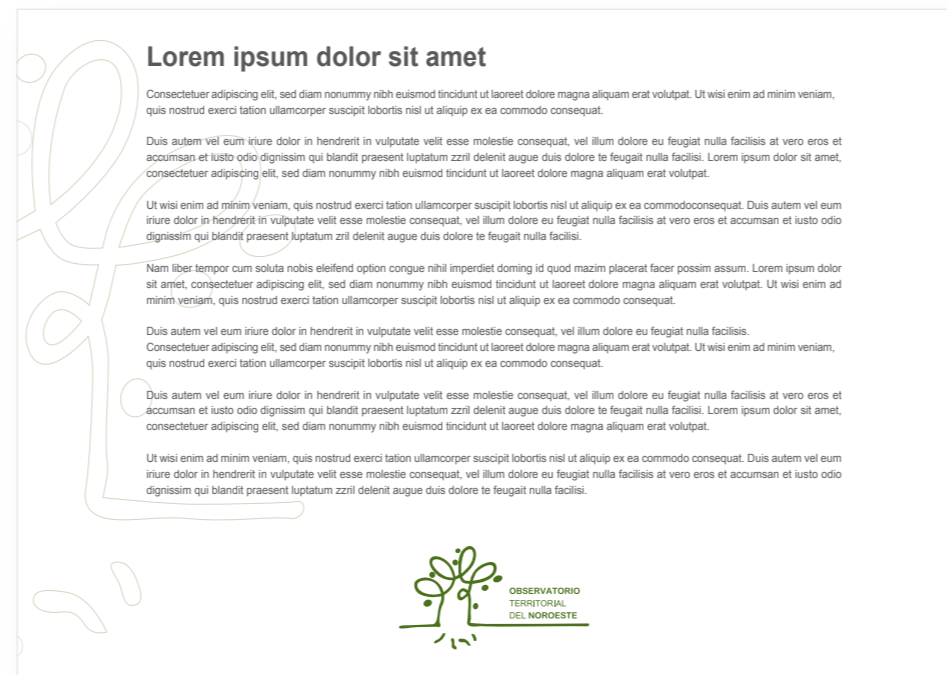 Lorem ipsum dolor sit amet
Consectetuer adipiscing elit, sed diam nonummy nibh euismod tincidunt ut laoreet dolore magna aliquam erat volutpat. Ut wisi enim ad minim veniam,
quis nostrud exerci tation ullamcorper suscipit lobortis nisl ut aliquip ex ea commodo consequat.
Duis autem vel eum iriure dolor in hendrerit in vulputate velit esse molestie consequat, vel illum dolore eu feugiat nulla facilisis at vero eros et
accumsan et iusto odio dignissim qui blandit praesent luptatum zzril delenit augue duis dolore te feugait nulla facilisi. Lorem ipsum dolor sit amet,
consectetuer adipiscing elit, sed diam nonummy nibh euismod tincidunt ut laoreet dolore magna aliquam erat volutpat.
Ut wisi enim ad minim veniam, quis nostrud exerci tation ullamcorper suscipit lobortis nisl ut aliquip ex ea commodoconsequat. Duis autem vel eum
iriure dolor in hendrerit in vulputate velit esse molestie consequat, vel illum dolore eu feugiat nulla facilisis at vero eros et accumsan et iusto odio
dignissim qui blandit praesent luptatum zril delenit augue duis dolore te feugait nulla facilisi.
Nam liber tempor cum soluta nobis eleifend option congue nihil imperdiet doming id quod mazim placerat facer possim assum. Lorem ipsum dolor
sit amet, consectetuer adipiscing elit, sed diam nonummy nibh euismod tincidunt ut laoreet dolore magna aliquam erat volutpat. Ut wisi enim ad
minim veniam, quis nostrud exerci tation ullamcorper suscipit lobortis nisl ut aliquip ex ea commodo consequat.
Duis autem vel eum iriure dolor in hendrerit in vulputate velit esse molestie consequat, vel illum dolore eu feugiat nulla facilisis.
Consectetuer adipiscing elit, sed diam nonummy nibh euismod tincidunt ut laoreet dolore magna aliquam erat volutpat. Ut wisi enim ad minim veniam,
quis nostrud exerci tation ullamcorper suscipit lobortis nisl ut aliquip ex ea commodo consequat.
Duis autem vel eum iriure dolor in hendrerit in vulputate velit esse molestie consequat, vel illum dolore eu feugiat nulla facilisis at vero eros et
accumsan et iusto odio dignissim qui blandit praesent luptatum zzril delenit augue duis dolore te feugait nulla facilisi. Lorem ipsum dolor sit amet,
consectetuer adipiscing elit, sed diam nonummy nibh euismod tincidunt ut laoreet dolore magna aliquam erat volutpat.
Ut wisi enim ad minim veniam, quis nostrud exerci tation ullamcorper suscipit lobortis nisl ut aliquip ex ea commodo consequat. Duis autem vel eum
iriure dolor in hendrerit in vulputate velit esse molestie consequat, vel illum dolore eu feugiat nulla facilisis at vero eros et accumsan et iusto odio
dignissim qui blandit praesent luptatum zzril delenit augue duis dolore te feugait nulla facilisi.
OBSERVATORIO
TERRITORIAL
DEL NOROESTE